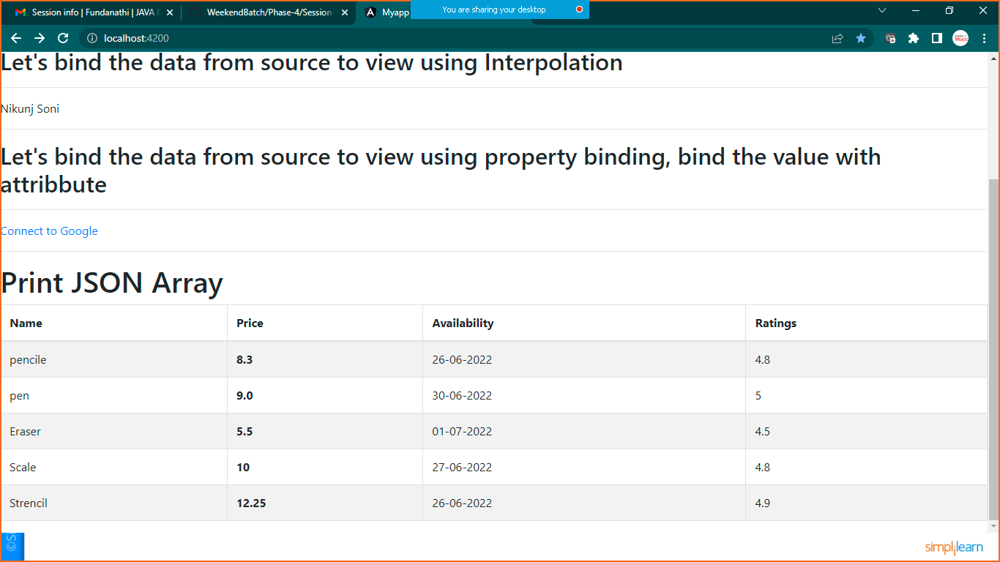 Session info | Fundanathi | JAVA F
WeekendBatch/Phase-4/Session-
Myapp
You are sharing your desktop
localhost:4200
Let's bind the data from source to view using Interpolation
Nikunj Soni
Let's bind the data from source to view using property binding, bind the value with
attribbute
Connect to Google
Print JSON Array
Name Price Availability Ratings
pencile 8.3 26-06-2022 4.8
pen 9.0 30-06-2022 5
Eraser 5.5 01-07-2022 4.5
Scale 10 27-06-2022 4.8
Strencil 12.25 26-06-2022 4.9
©S
simplilearn